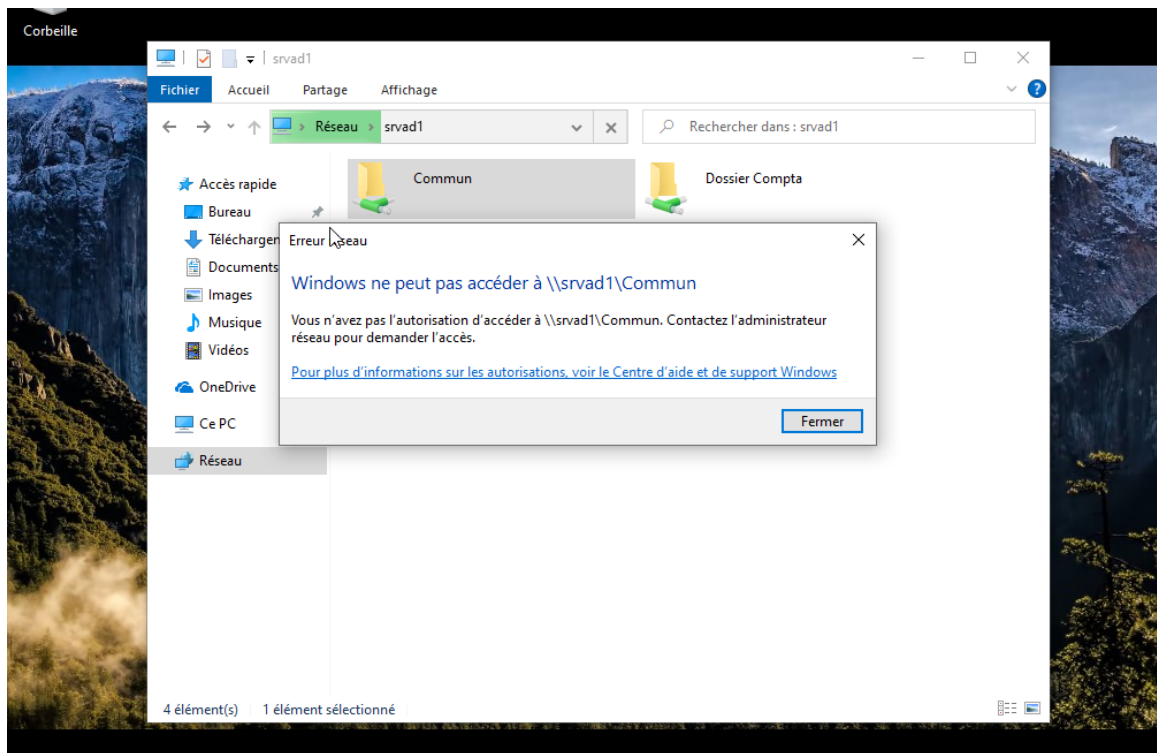 Corbeille
srvad1
Fichier Accueil Partage Affichage
Réseau srvad1 Rechercher dans : srvad1
Accès rapide
Bureau
Téléchargen
Documents
Images
Musique
Vidéos
OneDrive
Ce PC
Réseau
Commun Dossier Compta
Erreur réseau
Windows ne peut pas accéder à \\srvad1\Commun
Vous n’avez pas l’autorisation d’accéder à \\srvad1\Commun. Contactez l’administrateur
réseau pour demander l’accès.
Pour plus d’informations sur les autorisations, voir le Centre d’aide et de support Windows
Fermer
4 élément(s) 1 élément sélectionné